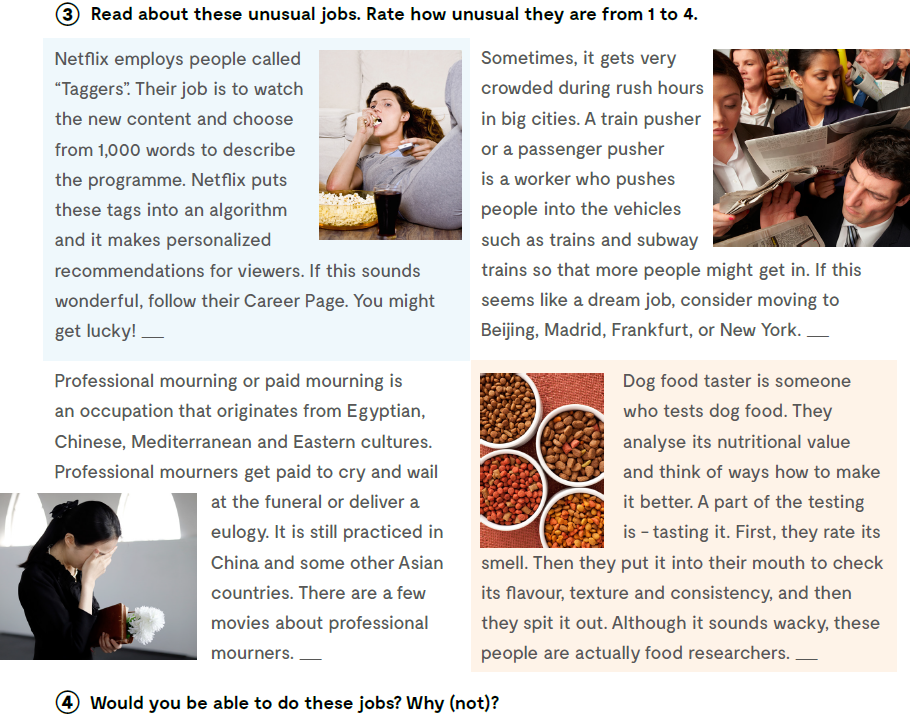 3 Read about these unusual jobs. Rate how unusual they are from 1 to 4.
Netflix employs people called
“Taggers”. Their job is to watch
the new content and choose
from 1,000 words to describe
the programme. Netflix puts
these tags into an algorithm
and it makes personalized
recommendations for viewers. If this sounds
wonderful, follow their Career Page. You might
get lucky! __
Sometimes, it gets very
crowded during rush hours
in big cities. A train pusher
or a passenger pusher
is a worker who pushes
people into the vehicles
such as trains and subway
trains so that more people might get in. If this
seems like a dream job, consider moving to
Beijing, Madrid, Frankfurt, or New York. __
Professional mourning or paid mourning is
an occupation that originates from Egyptian,
Chinese, Mediterranean and Eastern cultures.
Professional mourners get paid to cry and wail
at the funeral or deliver a
eulogy. It is still practiced in
China and some other Asian
countries. There are a few
movies about professional
mourners. __
Dog food taster is someone
who tests dog food. They
analyse its nutritional value
and think of ways how to make
it better. A part of the testing
is – tasting it. First, they rate its
smell. Then they put it into their mouth to check
its flavour, texture and consistency, and then
they spit it out. Although it sounds wacky, these
people are actually food researchers. __
4 Would you be able to do these jobs? Why (not)?